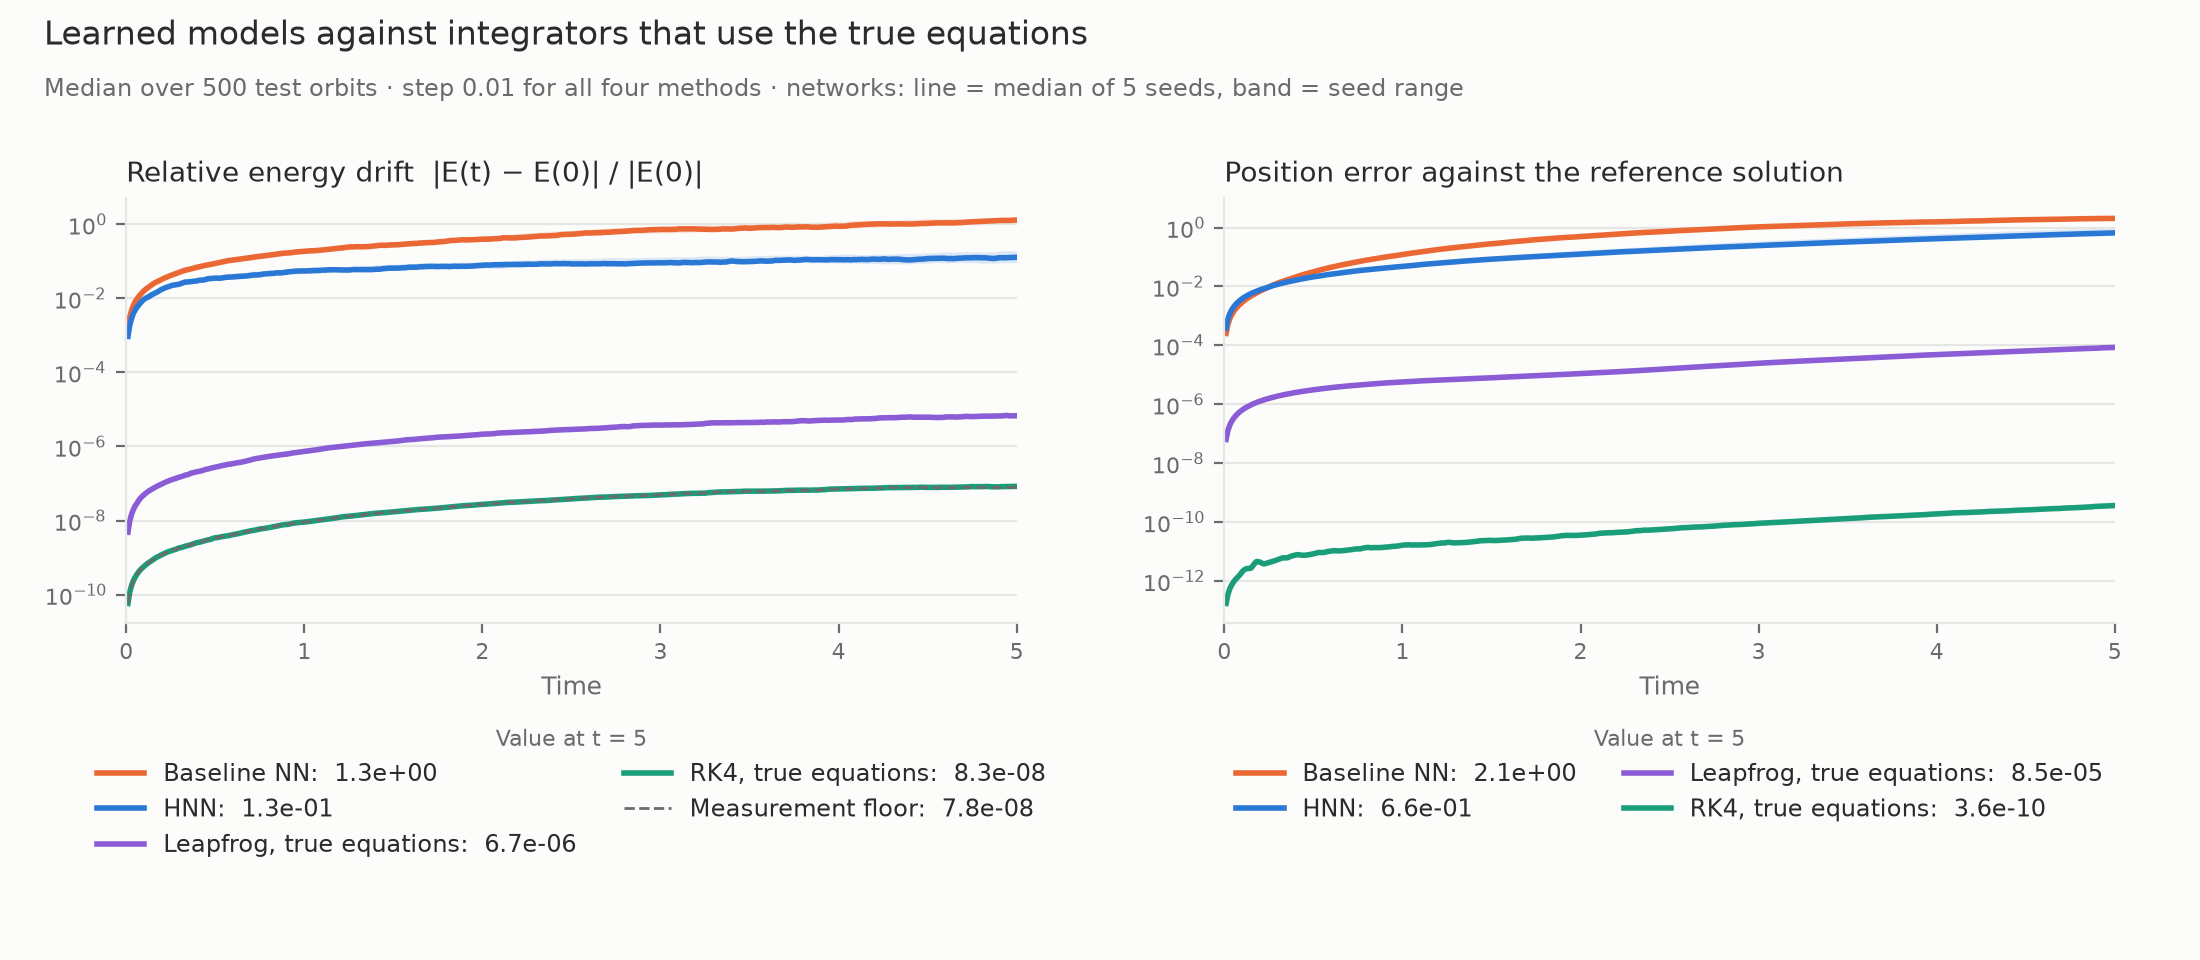 Learned models against integrators that use the true equations
Median over 500 test orbits · step 0.01 for all four methods · networks: line = median of 5 seeds, band = seed range
Relative energy drift |E(t) − E(0)| / |E(0)|
10⁰
10⁻²
10⁻⁴
10⁻⁶
10⁻⁸
10⁻¹⁰
0 1 2 3 4 5
Time
Value at t = 5
Baseline NN: 1.3e+00
HNN: 1.3e-01
Leapfrog, true equations: 6.7e-06
RK4, true equations: 8.3e-08
Measurement floor: 7.8e-08
Position error against the reference solution
10⁰
10⁻²
10⁻⁴
10⁻⁶
10⁻⁸
10⁻¹⁰
10⁻¹²
0 1 2 3 4 5
Time
Value at t = 5
Baseline NN: 2.1e+00
HNN: 6.6e-01
Leapfrog, true equations: 8.5e-05
RK4, true equations: 3.6e-10